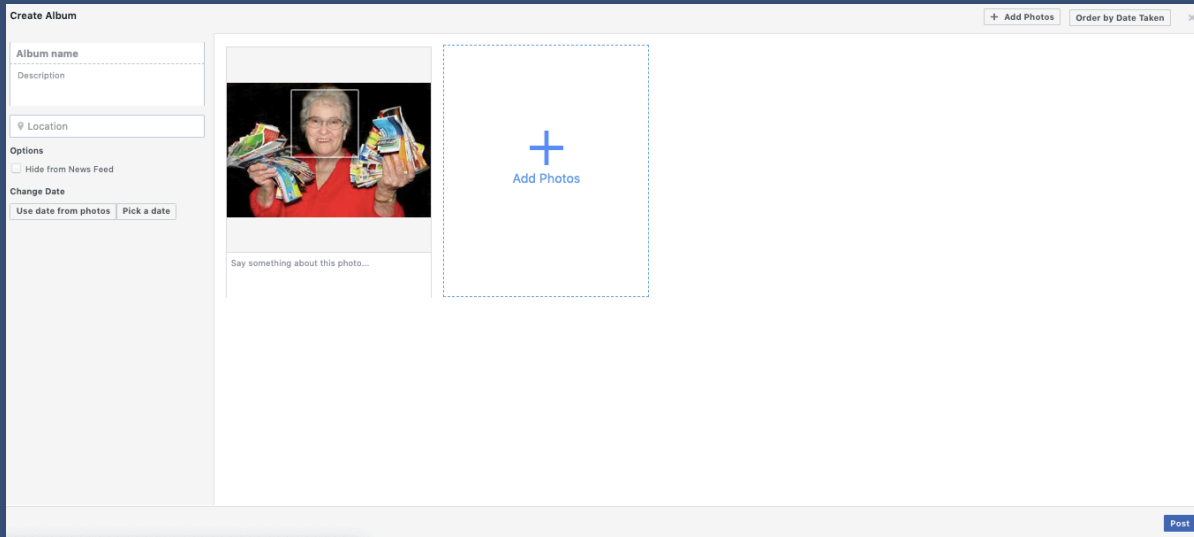 Create Album
+ Add Photos
Order by Date Taken
×
Album name
Description
Location
Options
Hide from News Feed
Change Date
Use date from photos
Pick a date
Say something about this photo...
Add Photos
Post